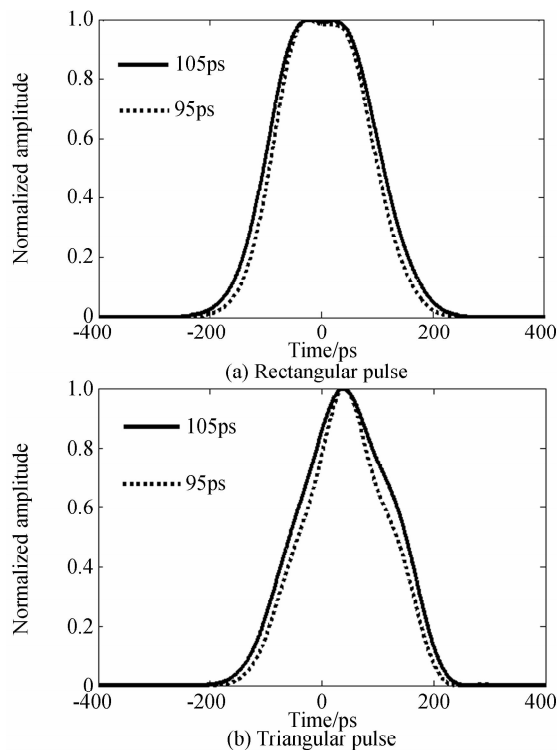 1.0
105ps
0.8
95ps
0.6
Normalized amplitude
0.4
0.2
0
-400 -200 0 200 400
Time/ps
(a) Rectangular pulse
1.0
105ps
0.8
95ps
0.6
Normalized amplitude
0.4
0.2
0
-400 -200 0 200 400
Time/ps
(b) Triangular pulse